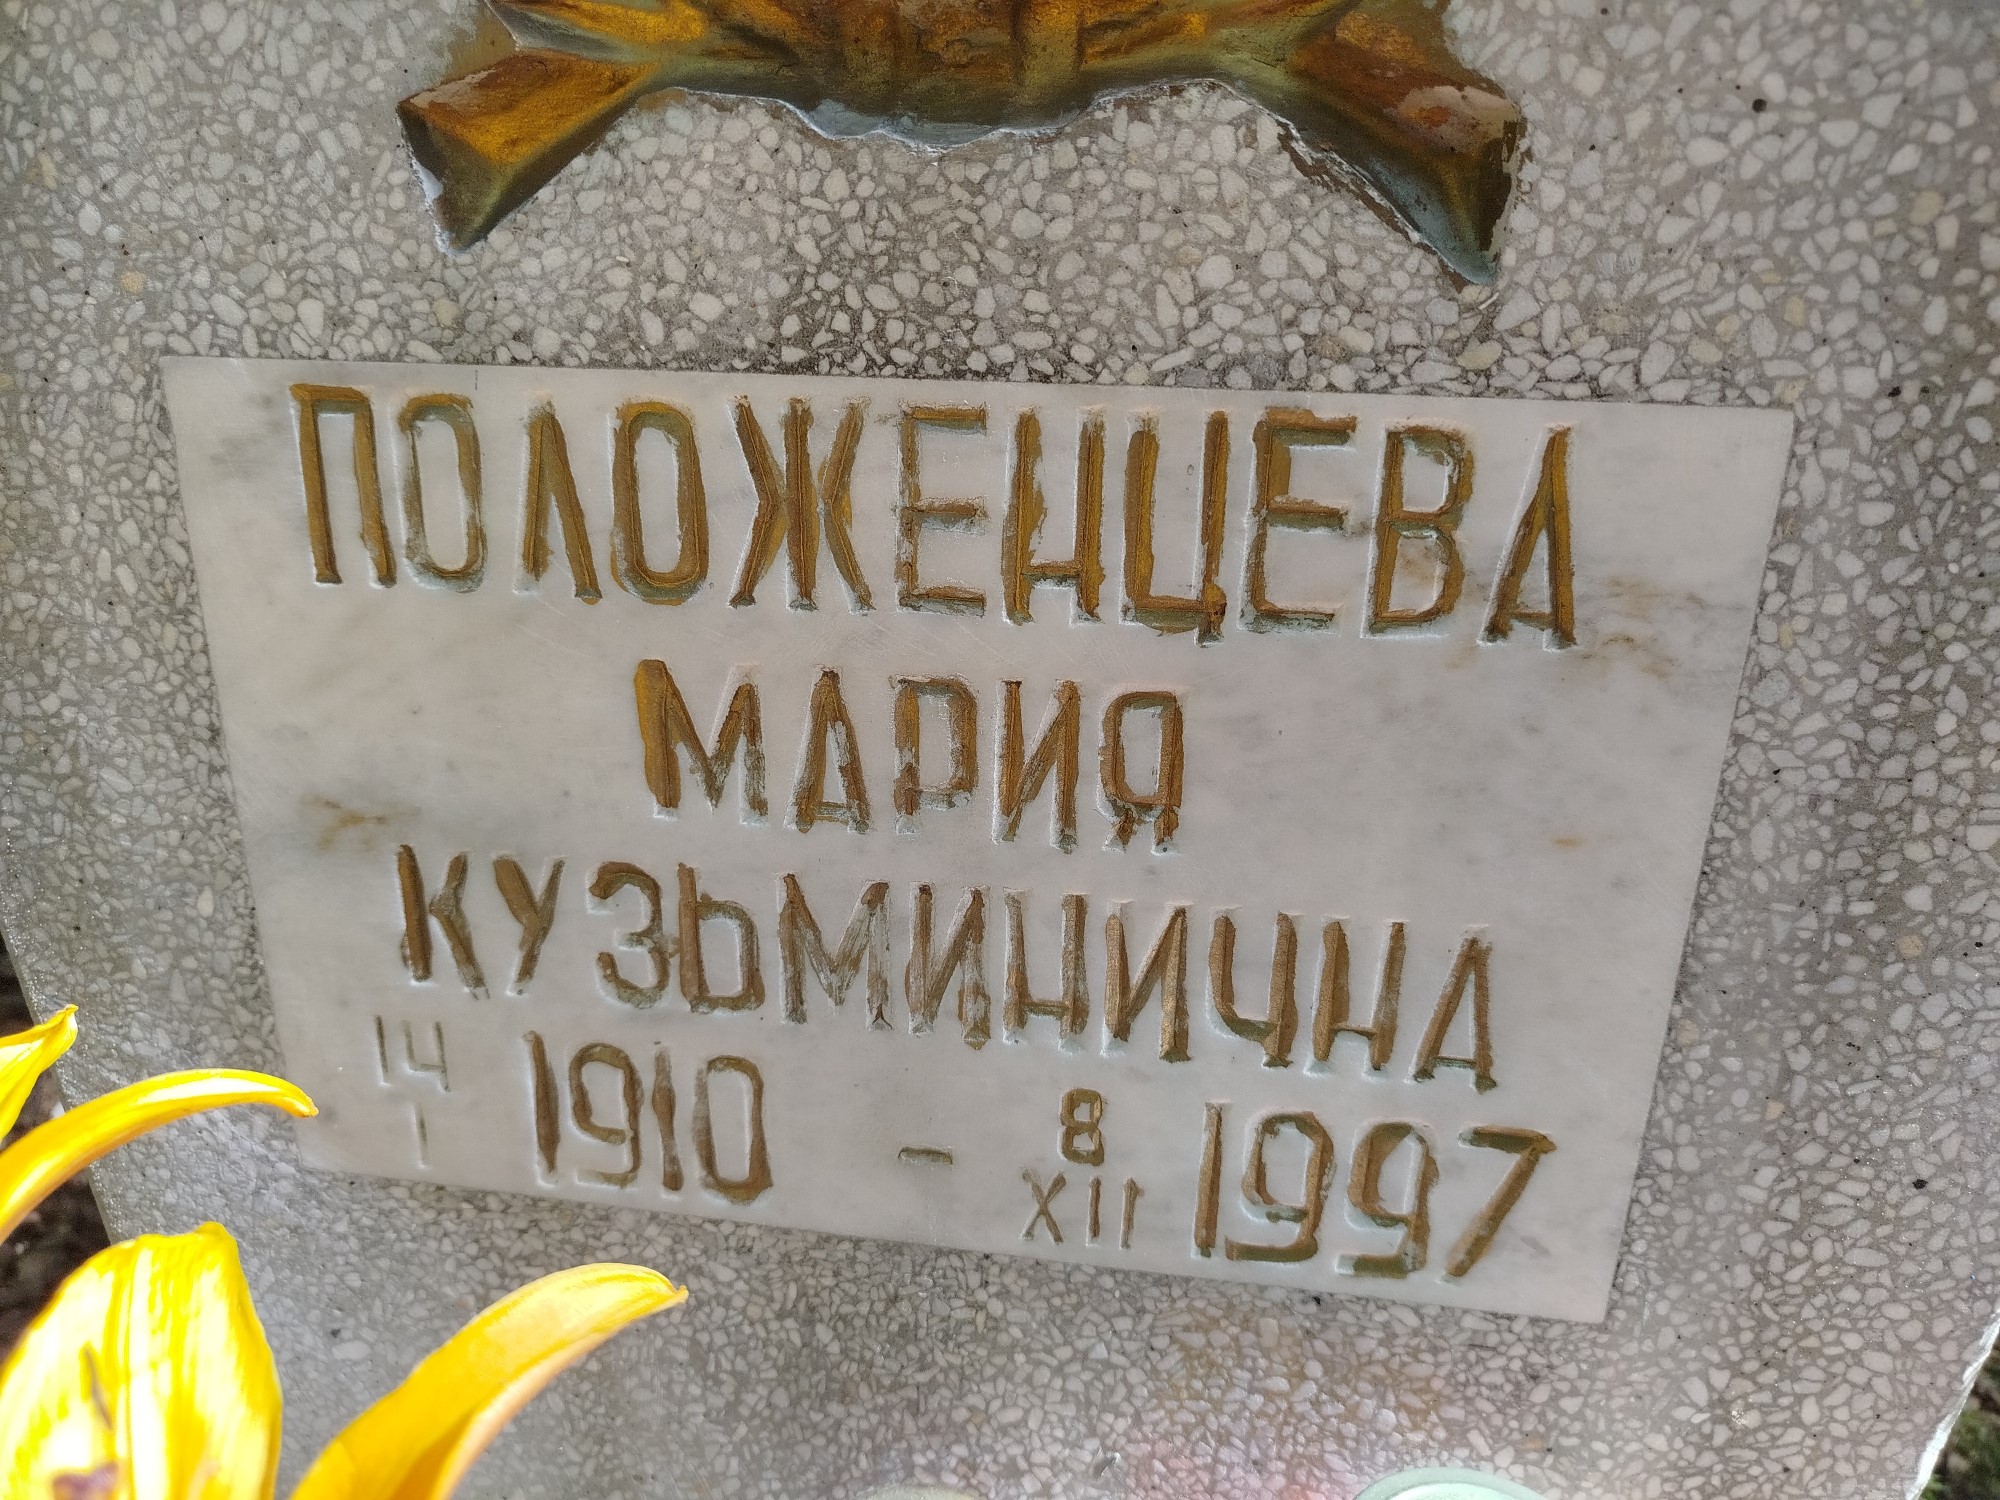 ПОЛОЖЕНЦЕВА
МАРИЯ
КУЗЬМИНИЧНА
14 I 1910 - 8 XII 1997